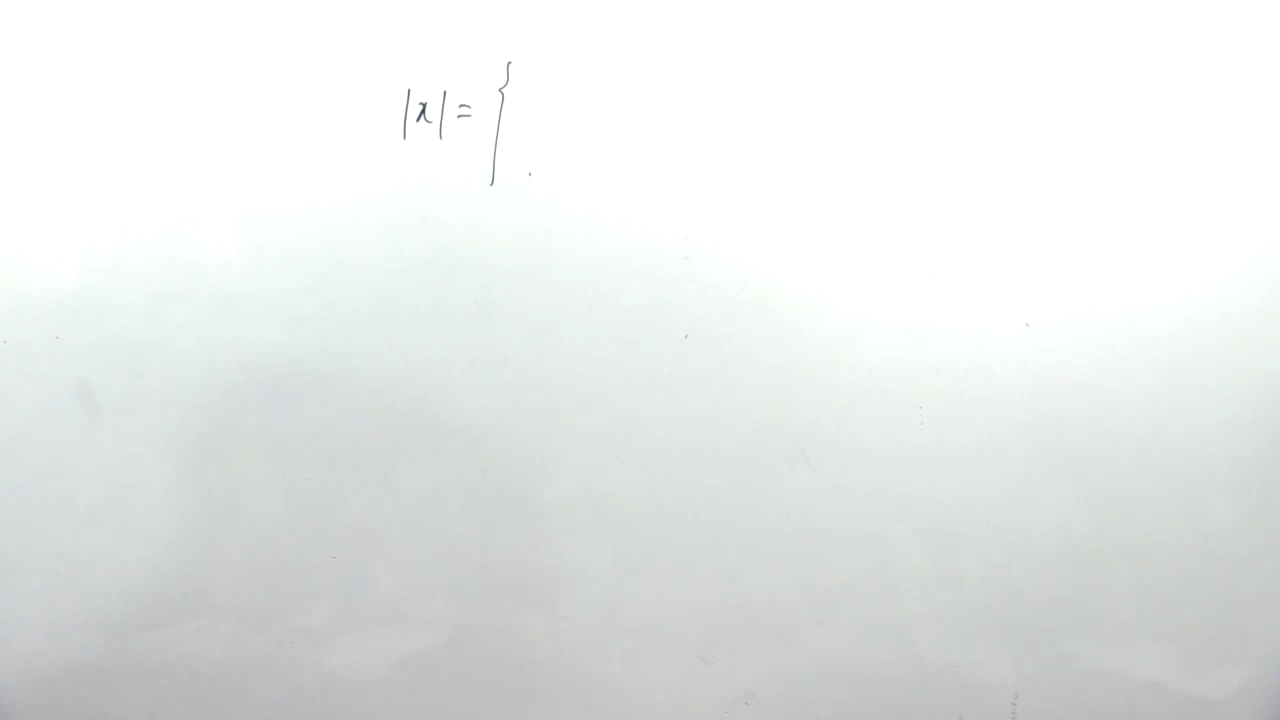 |x| = {